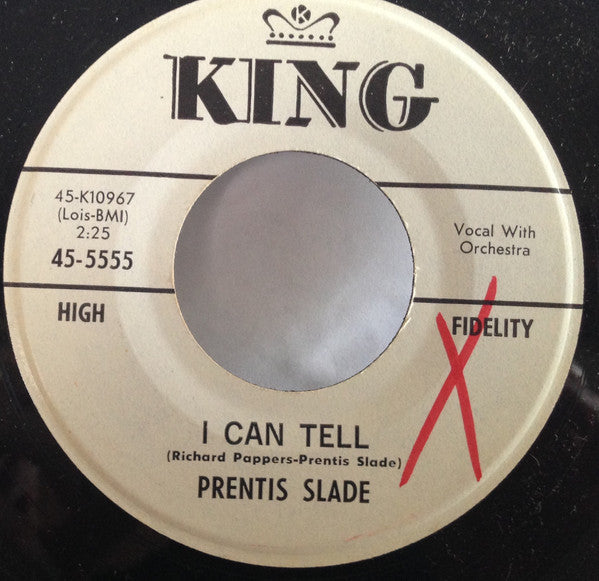 K
KING
45-K10967
(Lois-BMI)
2:25
45-5555
Vocal With
Orchestra
HIGH
FIDELITY
I CAN TELL
(Richard Pappers-Prentis Slade)
PRENTIS SLADE